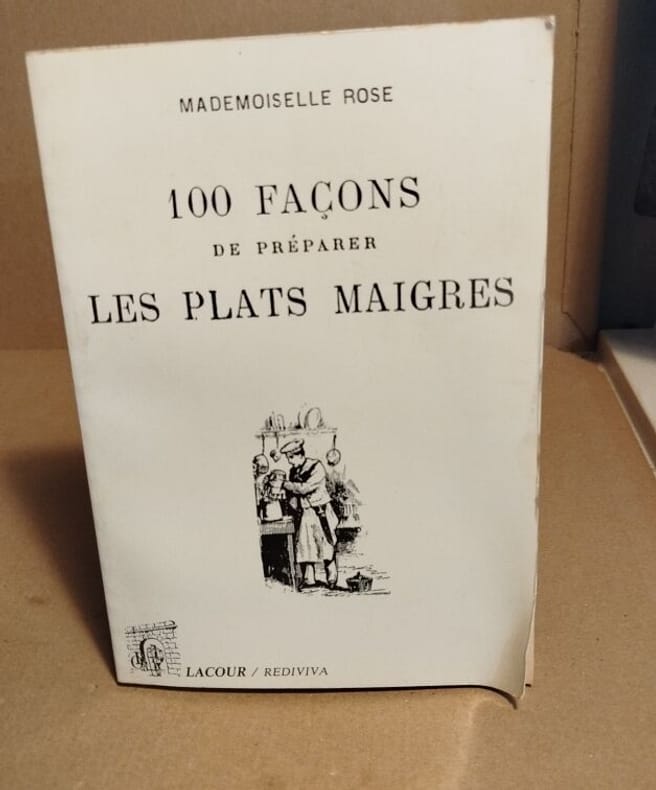 MADEMOISELLE ROSE
100 FAÇONS
DE PRÉPARER
LES PLATS MAIGRES
LACOUR / REDIVIVA